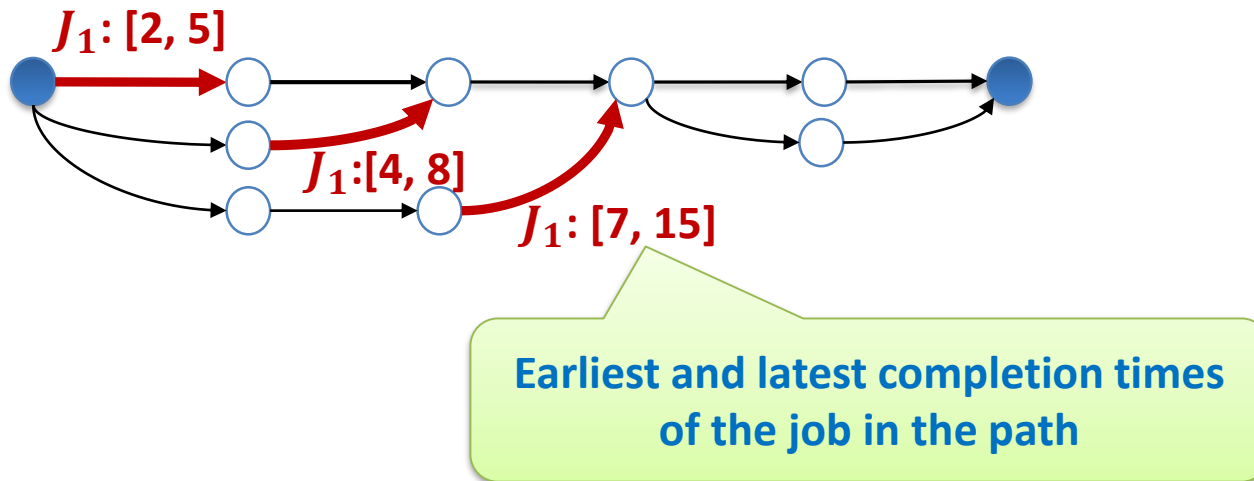 J₁: [2, 5]
J₁:[4, 8]
J₁: [7, 15]
Earliest and latest completion times
of the job in the path